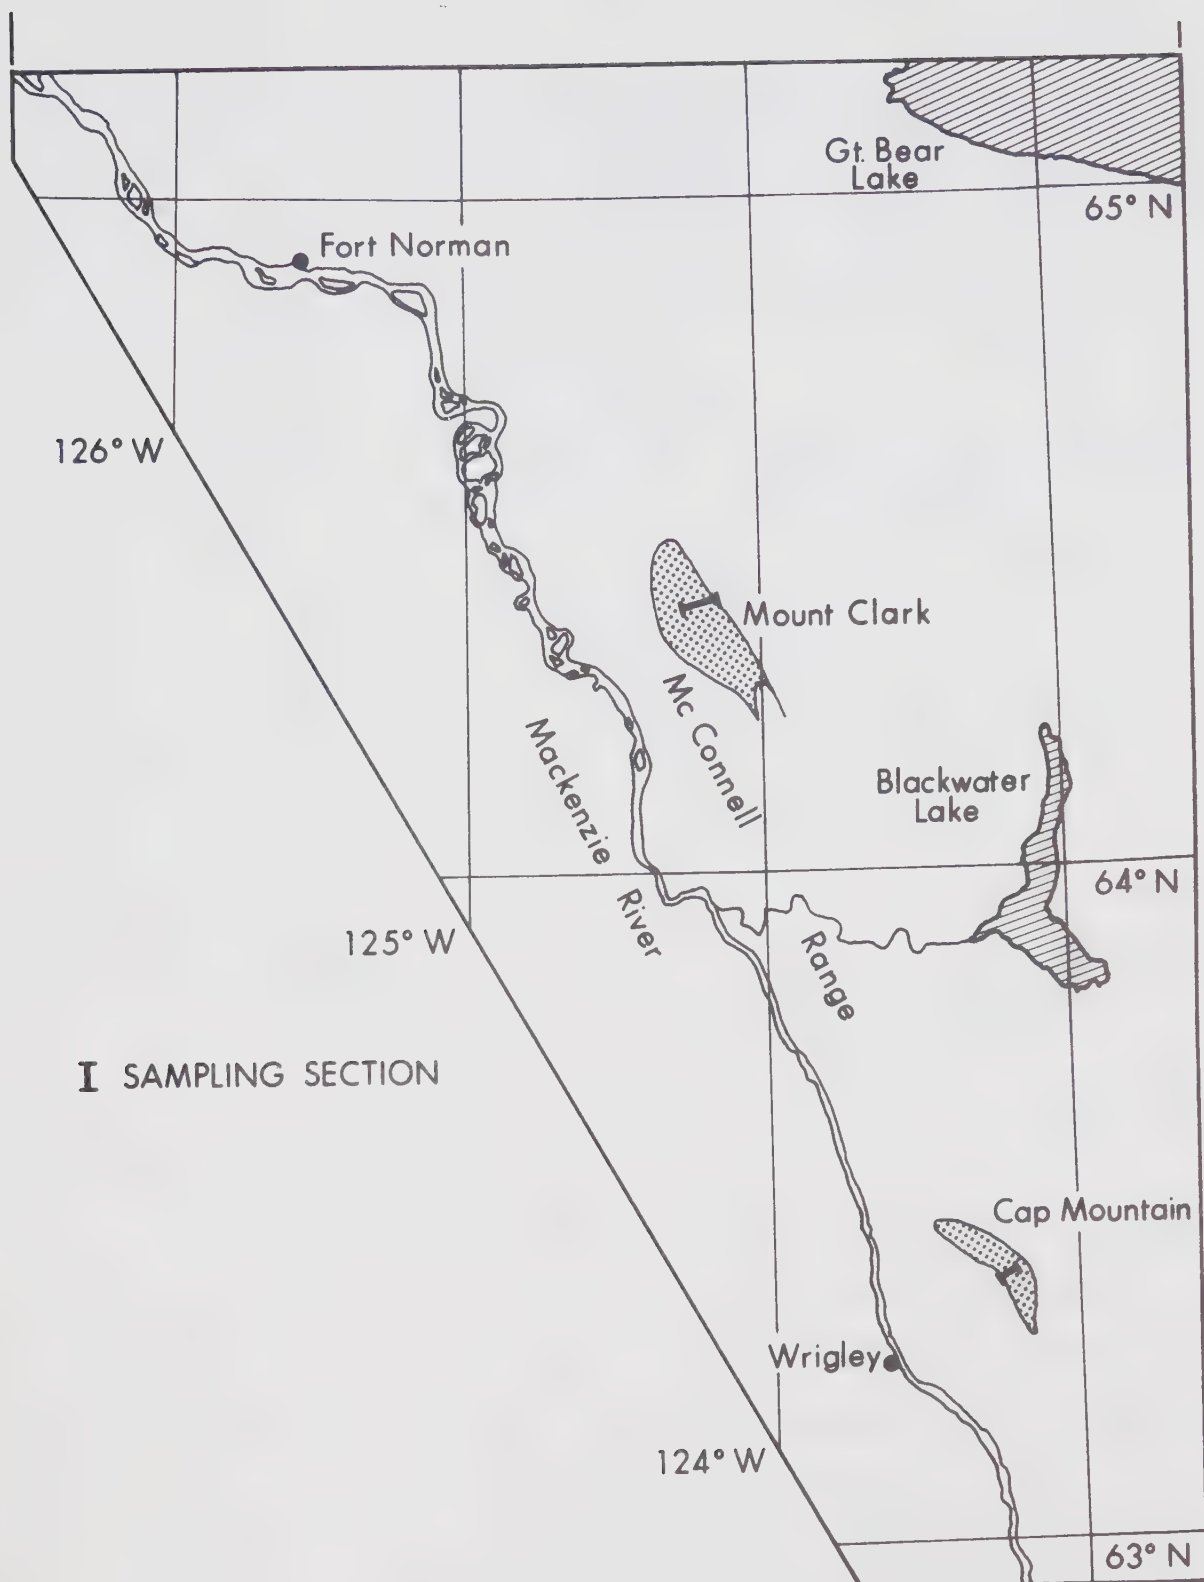 Gt. Bear
Lake
65° N
Fort Norman
126° W
Mount Clark
Mc Connell
Range
Mackenzie
River
Blackwater
Lake
64° N
125° W
I SAMPLING SECTION
Cap Mountain
Wrigley
124° W
63° N